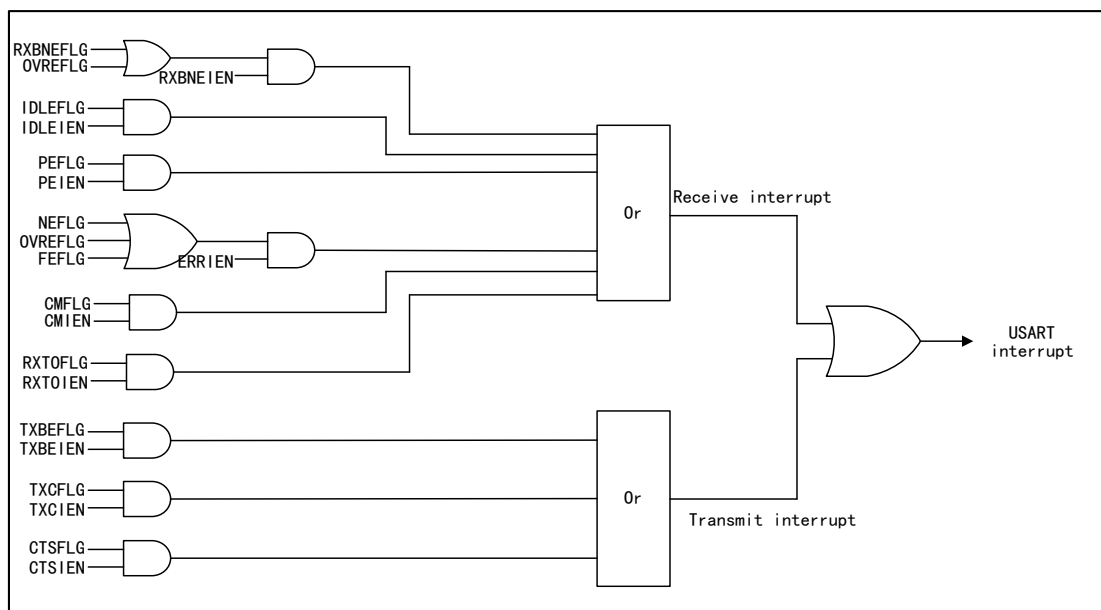 RXBNEFLG
OVREFLG
RXBNEIEN
IDLEFLG
IDLEIEN
PEFLG
PEIEN
NEFLG
OVREFLG
FEFLG
ERRIEN
CMFLG
CMIEN
RXTOFLG
RXTOIEN
Or
Receive interrupt
USART
interrupt
TXBEFLG
TXBEIEN
TXCFLG
TXCIEN
CTSFLG
CTSIEN
Or
Transmit interrupt